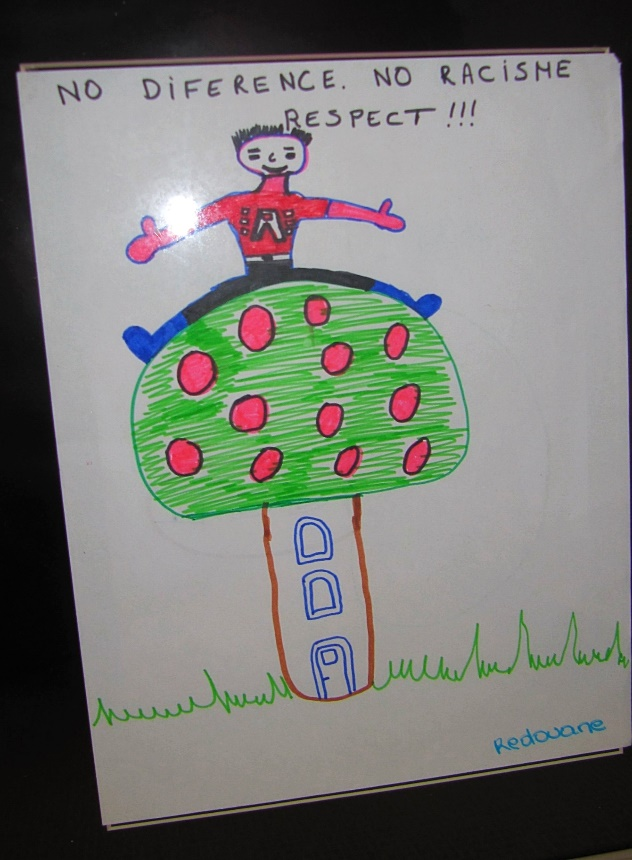 NO DiFERENCE. NO RACiSME
RESPECT !!!
Redouane